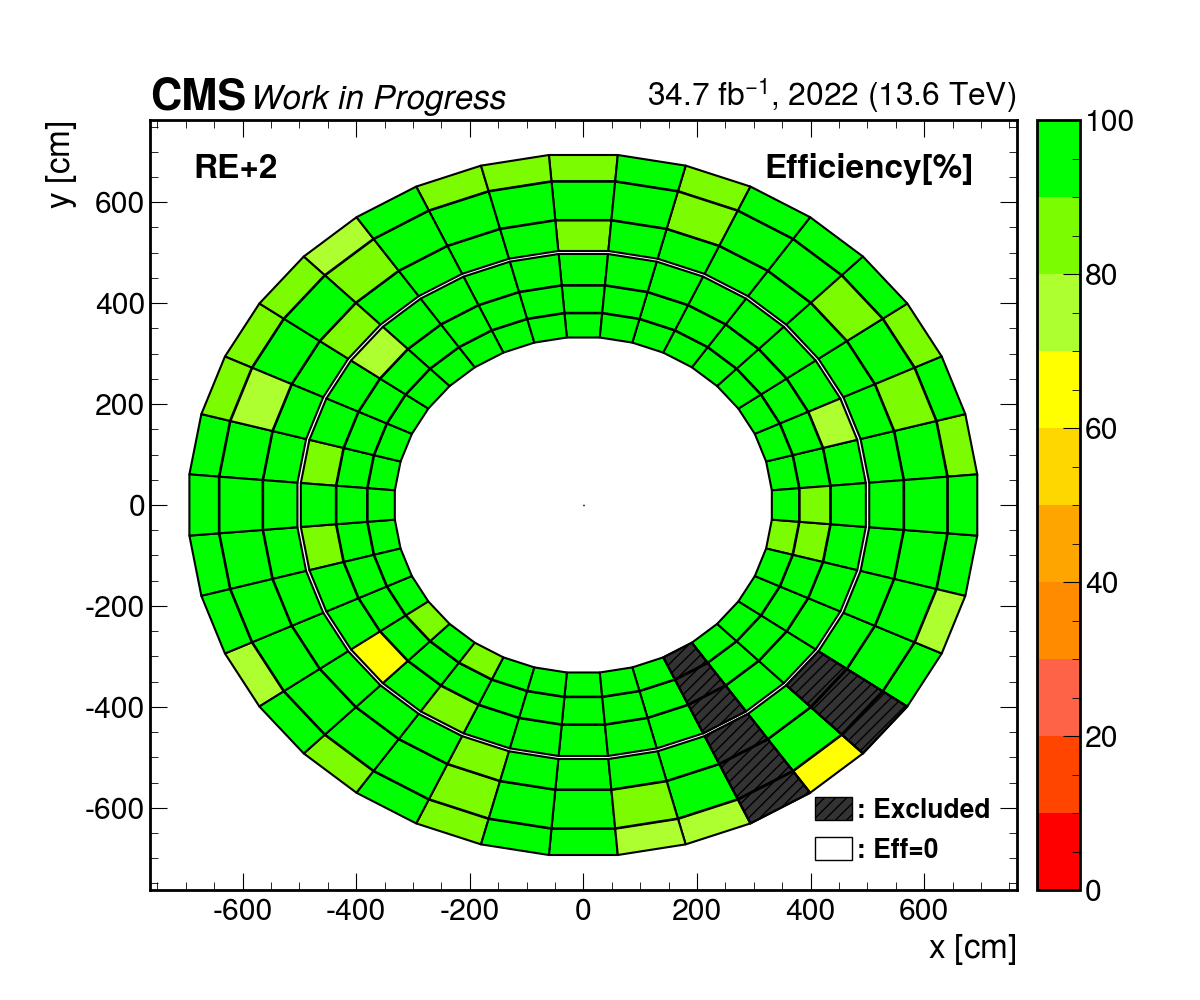 CMS Work in Progress 34.7 fb⁻¹, 2022 (13.6 TeV)
y [cm]
RE+2 Efficiency[%]
600
400
200
0
-200
-400
-600
-600 -400 -200 0 200 400 600
x [cm]
: Excluded
: Eff=0
100
80
60
40
20
0